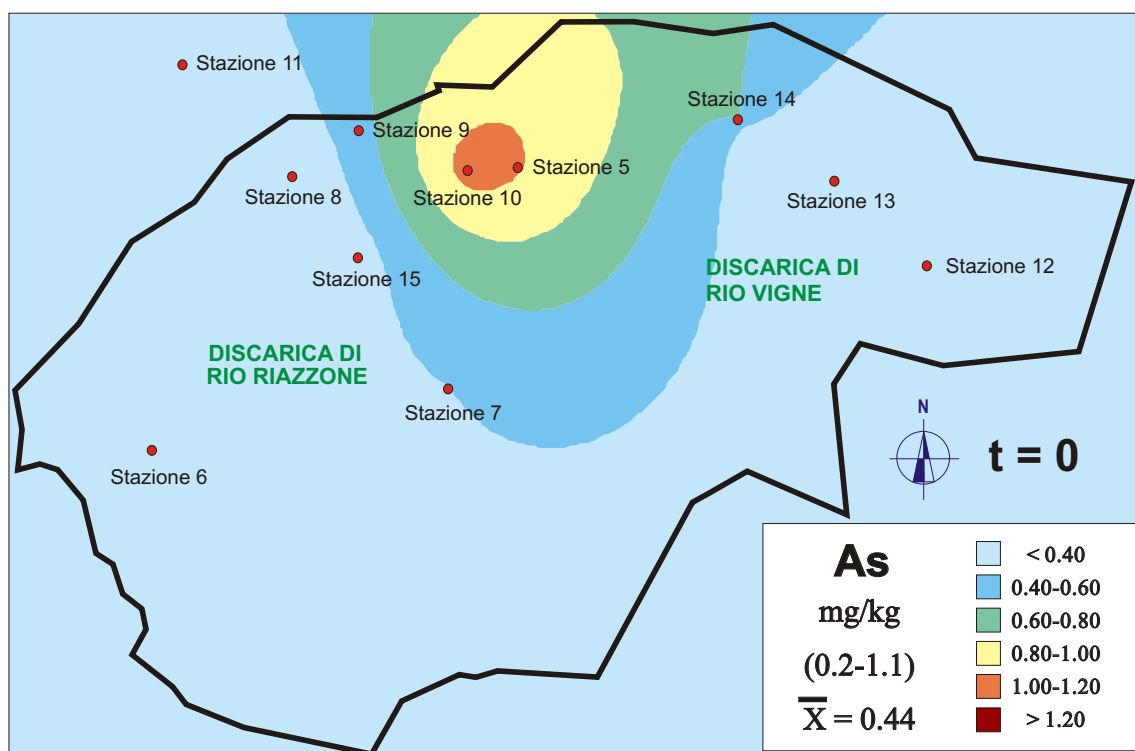 Stazione 11
Stazione 14
Stazione 9
Stazione 5
Stazione 8
Stazione 10
Stazione 13
Stazione 15
Stazione 12
DISCARICA DI
RIO VIGNE
DISCARICA DI
RIO RIAZZONE
Stazione 7
N
t = 0
Stazione 6
As
mg/kg
(0.2-1.1)
X = 0.44
< 0.40
0.40-0.60
0.60-0.80
0.80-1.00
1.00-1.20
> 1.20